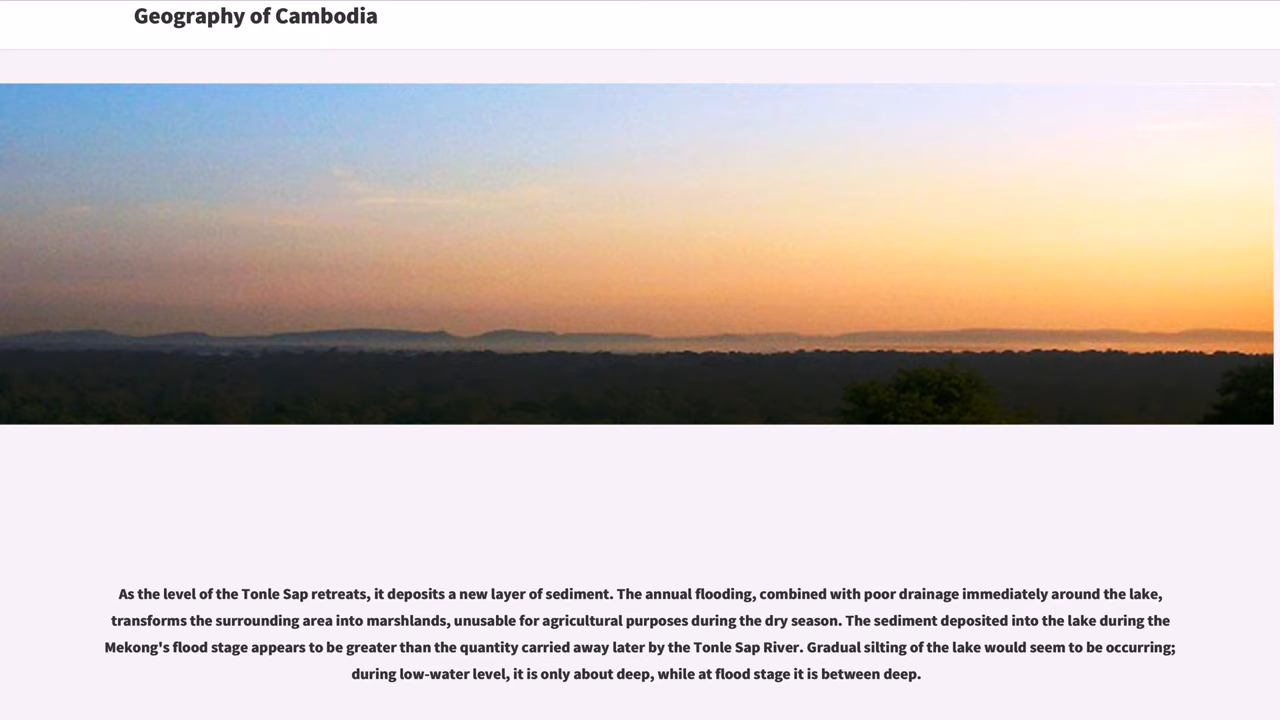 Geography of Cambodia
As the level of the Tonle Sap retreats, it deposits a new layer of sediment. The annual flooding, combined with poor drainage immediately around the lake,
transforms the surrounding area into marshlands, unusable for agricultural purposes during the dry season. The sediment deposited into the lake during the
Mekong's flood stage appears to be greater than the quantity carried away later by the Tonle Sap River. Gradual silting of the lake would seem to be occurring;
during low-water level, it is only about deep, while at flood stage it is between deep.